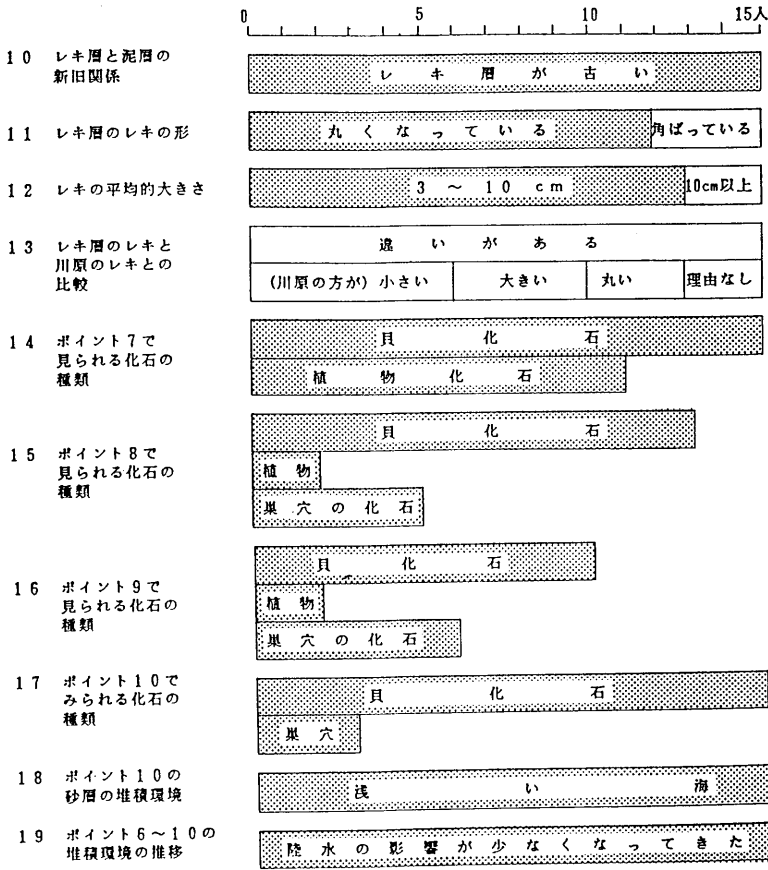 0 5 10 15人
10 レキ層と泥層の
新旧関係
レキ層が古い
11 レキ層のレキの形
丸くなっている 角ばっている
12 レキの平均的大きさ
3～10cm 10cm以上
13 レキ層のレキと
川原のレキとの
比較
違いがある
(川原の方が)小さい 大きい 丸い 理由なし
14 ポイント7で
見られる化石の
種類
貝化石
植物化石
15 ポイント8で
見られる化石の
種類
貝化石
植物
巣穴の化石
16 ポイント9で
見られる化石の
種類
貝化石
植物
巣穴の化石
17 ポイント10で
みられる化石の
種類
貝化石
巣穴
18 ポイント10の
砂層の堆積環境
浅い海
19 ポイント6～10の
堆積環境の推移
陸水の影響が少なくなってきた